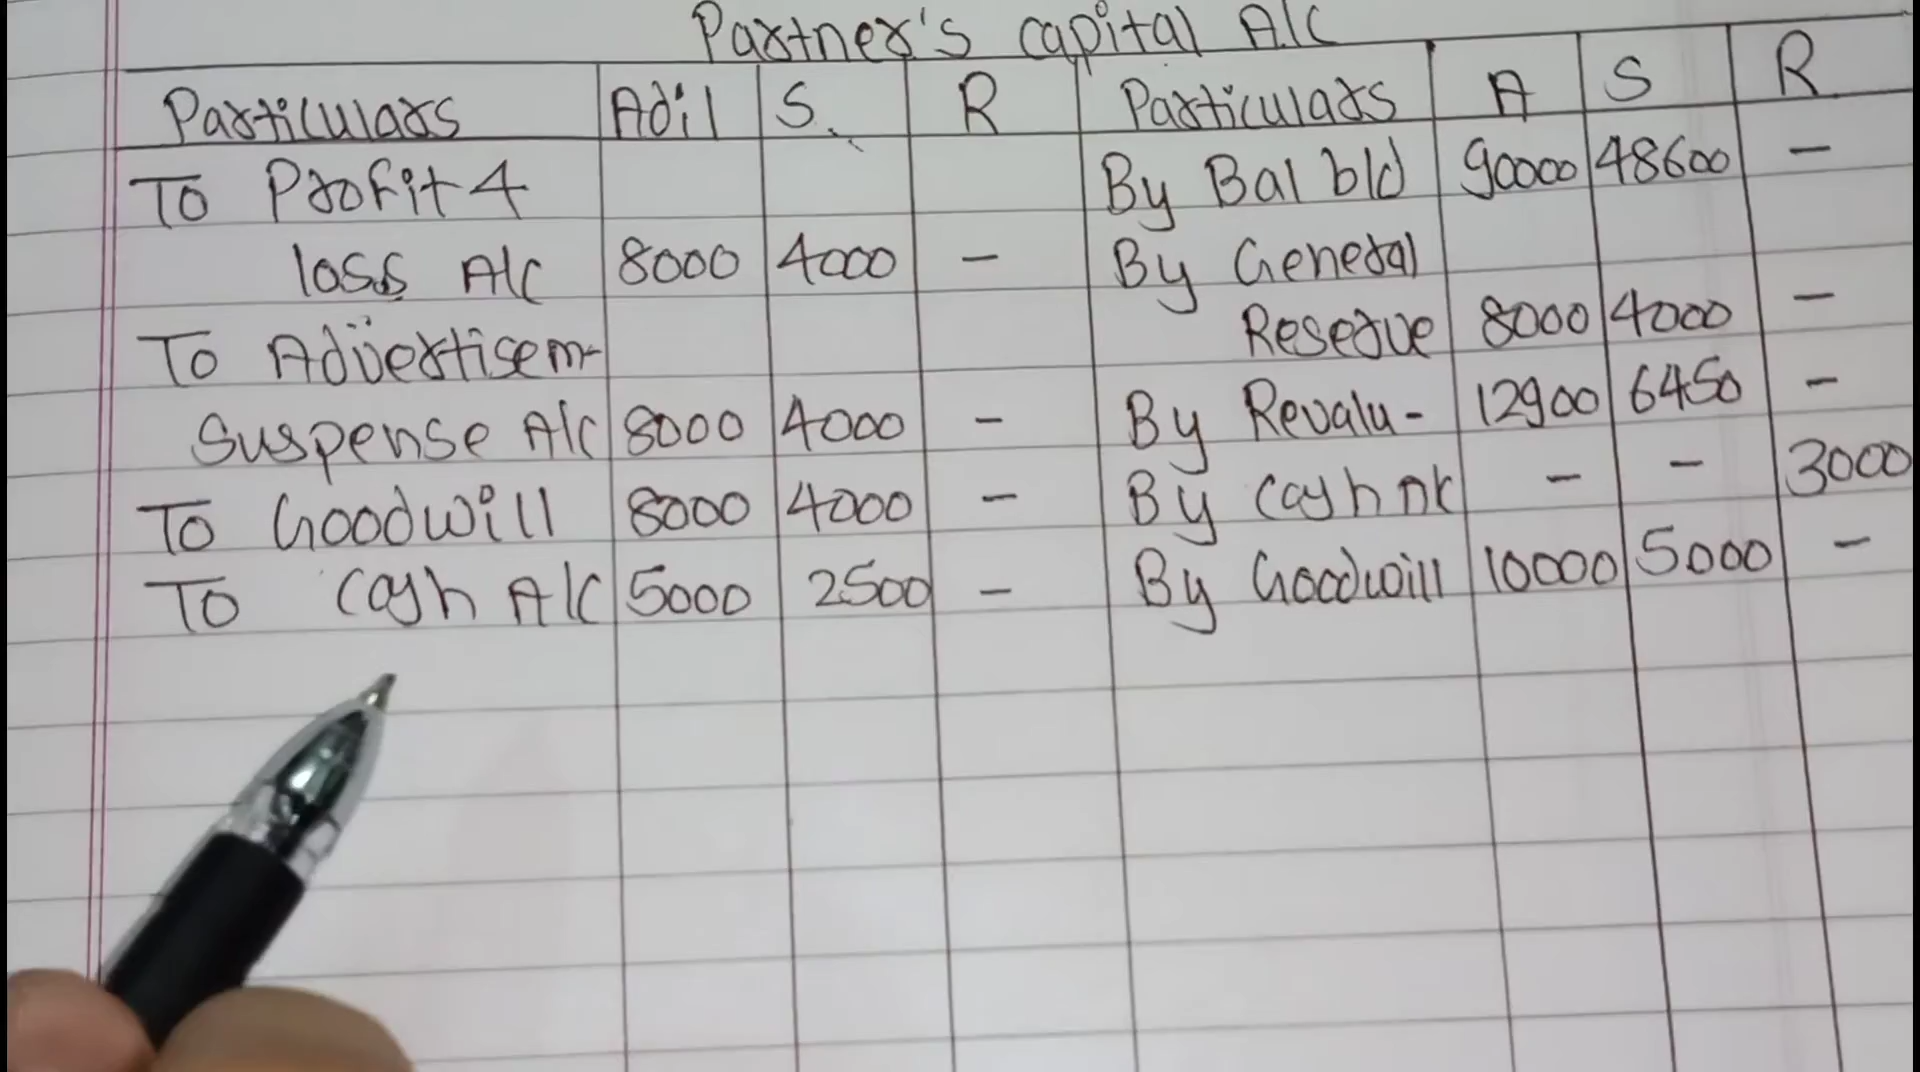 Partner's capital A/C
Particulars Adil S. R Particulars A S R
To Profit & By Bal b/d 90000 48600 -
loss A/C 8000 4000 - By General
To Advertisem- Reserve 8000 4000 -
Suspense A/C 8000 4000 - By Revalu- 12900 6450 -
To Goodwill 8000 4000 - By Cash A/C - - 3000
To Cash A/C 5000 2500 - By Goodwill 10000 5000 -